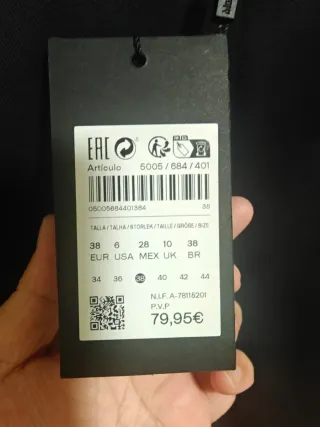 EAC
Artículo 5005 / 684 / 401
05005684401384 38
TALLA / TALHA / STORLEK / TAILLE / GRÖßE / SIZE
38 6 28 10 38
EUR USA MEX UK BR
34 36 38 40 42 44
N.I.F. A-78115201
P.V.P
79,95€